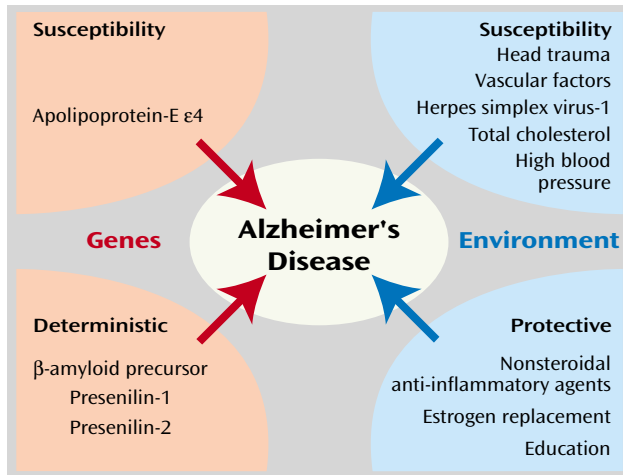 Susceptibility
Apolipoprotein-E ε4
Susceptibility
Head trauma
Vascular factors
Herpes simplex virus-1
Total cholesterol
High blood
pressure
Genes
Alzheimer's
Disease
Environment
Deterministic
β-amyloid precursor
Presenilin-1
Presenilin-2
Protective
Nonsteroidal
anti-inflammatory agents
Estrogen replacement
Education